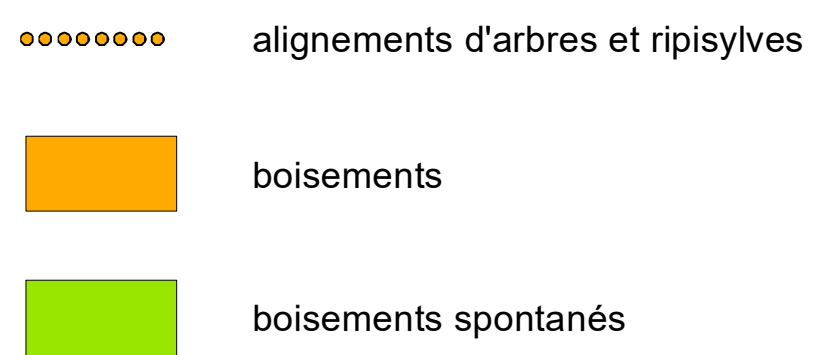 alignements d'arbres et ripisylves
boisements
boisements spontanés